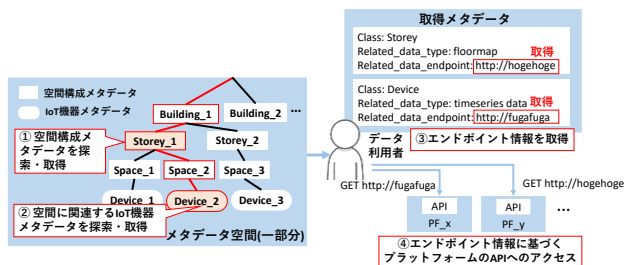 空間構成メタデータ
IoT機器メタデータ
Building_1
Building_2
…
① 空間構成メ
タデータを探
索・取得
Storey_1
Storey_2
Space_1
Space_2
Space_3
Device_1
Device_2
Device_3
② 空間に関連するIoT機器
メタデータを探索・取得
メタデータ空間(一部分)
取得メタデータ
Class: Storey
Related_data_type: floormap
取得
Related_data_endpoint: http://hogehoge
Class: Device
Related_data_type: timeseries data
取得
Related_data_endpoint: http://fugafuga
データ
利用者
③エンドポイント情報を取得
GET http://fugafuga
GET http://hogehoge
API
PF_x
API
PF_y
…
④エンドポイント情報に基づく
プラットフォームのAPIへのアクセス